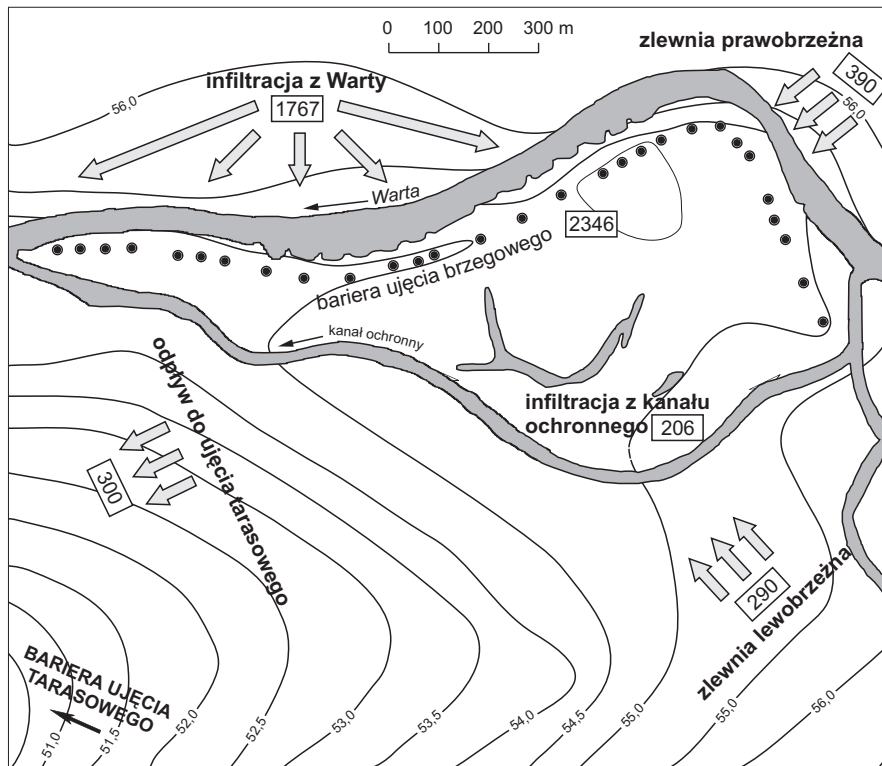 0 100 200 300 m
zlewnia prawobrzeżna
390
infiltracja z Warty
1767
56,0
56,0
Warta
2346
bariera ujęcia brzegowego
kanał ochronny
odpływ do ujęcia tarasowego
300
infiltracja z kanału
ochronnego 206
290
zlewnia lewobrzeżna
BARIERA UJĘCIA
TARASOWEGO
51,0
51,5
52,0
52,5
53,0
53,5
54,0
54,5
55,0
55,0
56,0